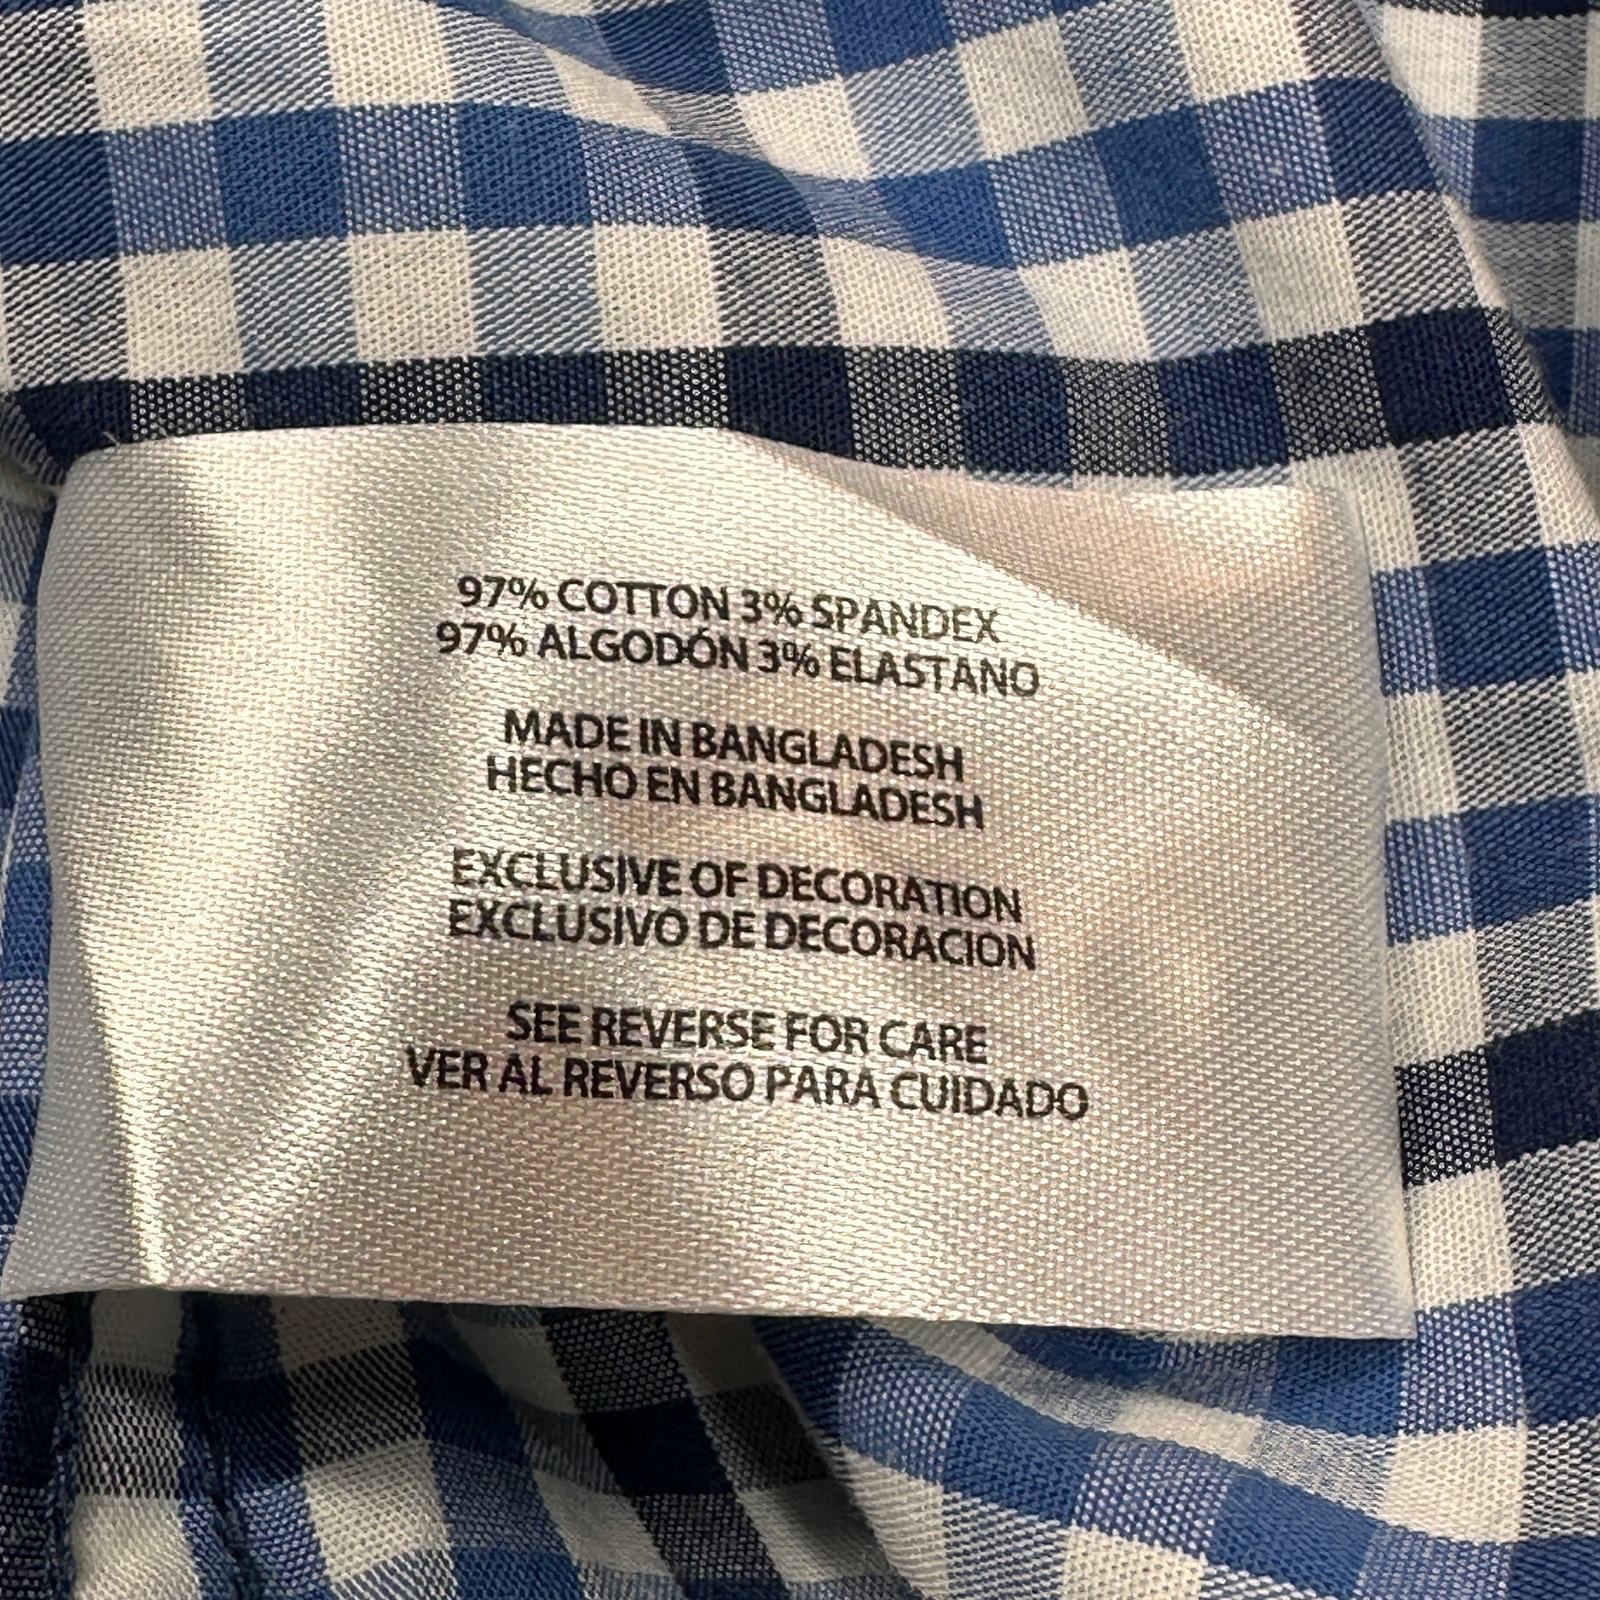 97% COTTON 3% SPANDEX
97% ALGODÓN 3% ELASTANO
MADE IN BANGLADESH
HECHO EN BANGLADESH
EXCLUSIVE OF DECORATION
EXCLUSIVO DE DECORACION
SEE REVERSE FOR CARE
VER AL REVERSO PARA CUIDADO